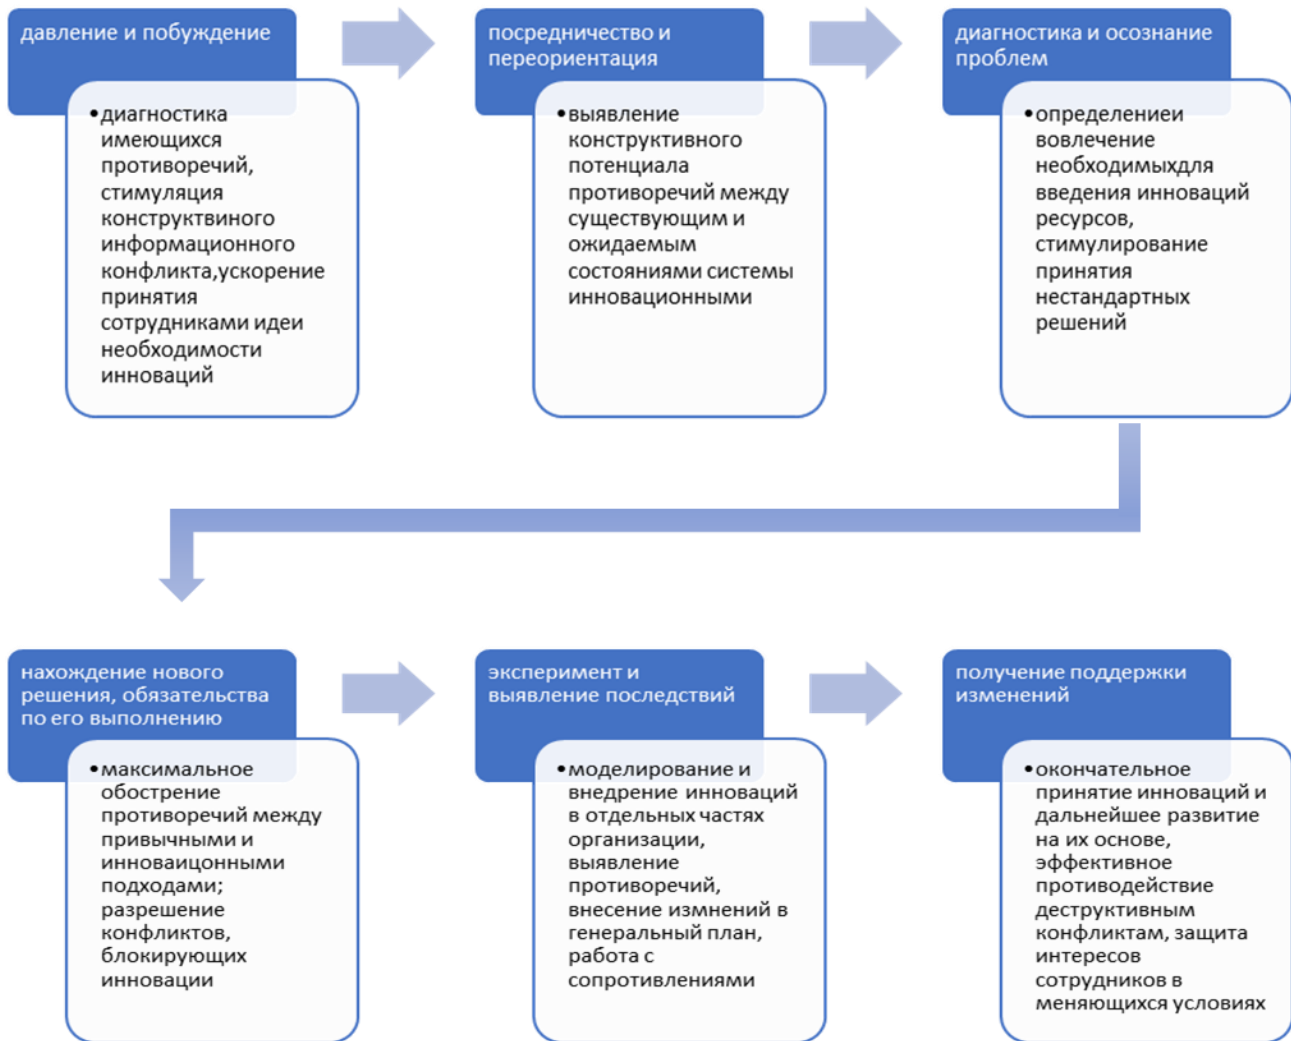 давление и побуждение
•диагностика
имеющихся
противоречий,
стимуляция
конструктвиного
информационного
конфликта,ускорение
принятия
сотрудниками идеи
необходимости
инноваций
посредничество и
переориентация
•выявление
конструктивного
потенциала
противоречий между
существующим и
ожидаемым
состояниями системы
инновационными
диагностика и осознание
проблем
•определениеи
вовлечение
необходимыхдля
введения инноваций
ресурсов,
стимулирование
принятия
нестандартных
решений
нахождение нового
решения, обязательства
по его выполнению
•максимальное
обострение
противоречий между
привычными и
инноваицонными
подходами;
разрешение
конфликтов,
блокирующих
инновации
эксперимент и
выявление последствий
•моделирование и
внедрение инноваций
в отдельных частях
организации,
выявление
противоречий,
внесение измнений в
генеральный план,
работа с
сопротивлениями
получение поддержки
изменений
•окончательное
принятие инноваций и
дальнейшее развитие
на их основе,
эффективное
противодействие
деструктивным
конфликтам, защита
интересов
сотрудников в
меняющихся условиях